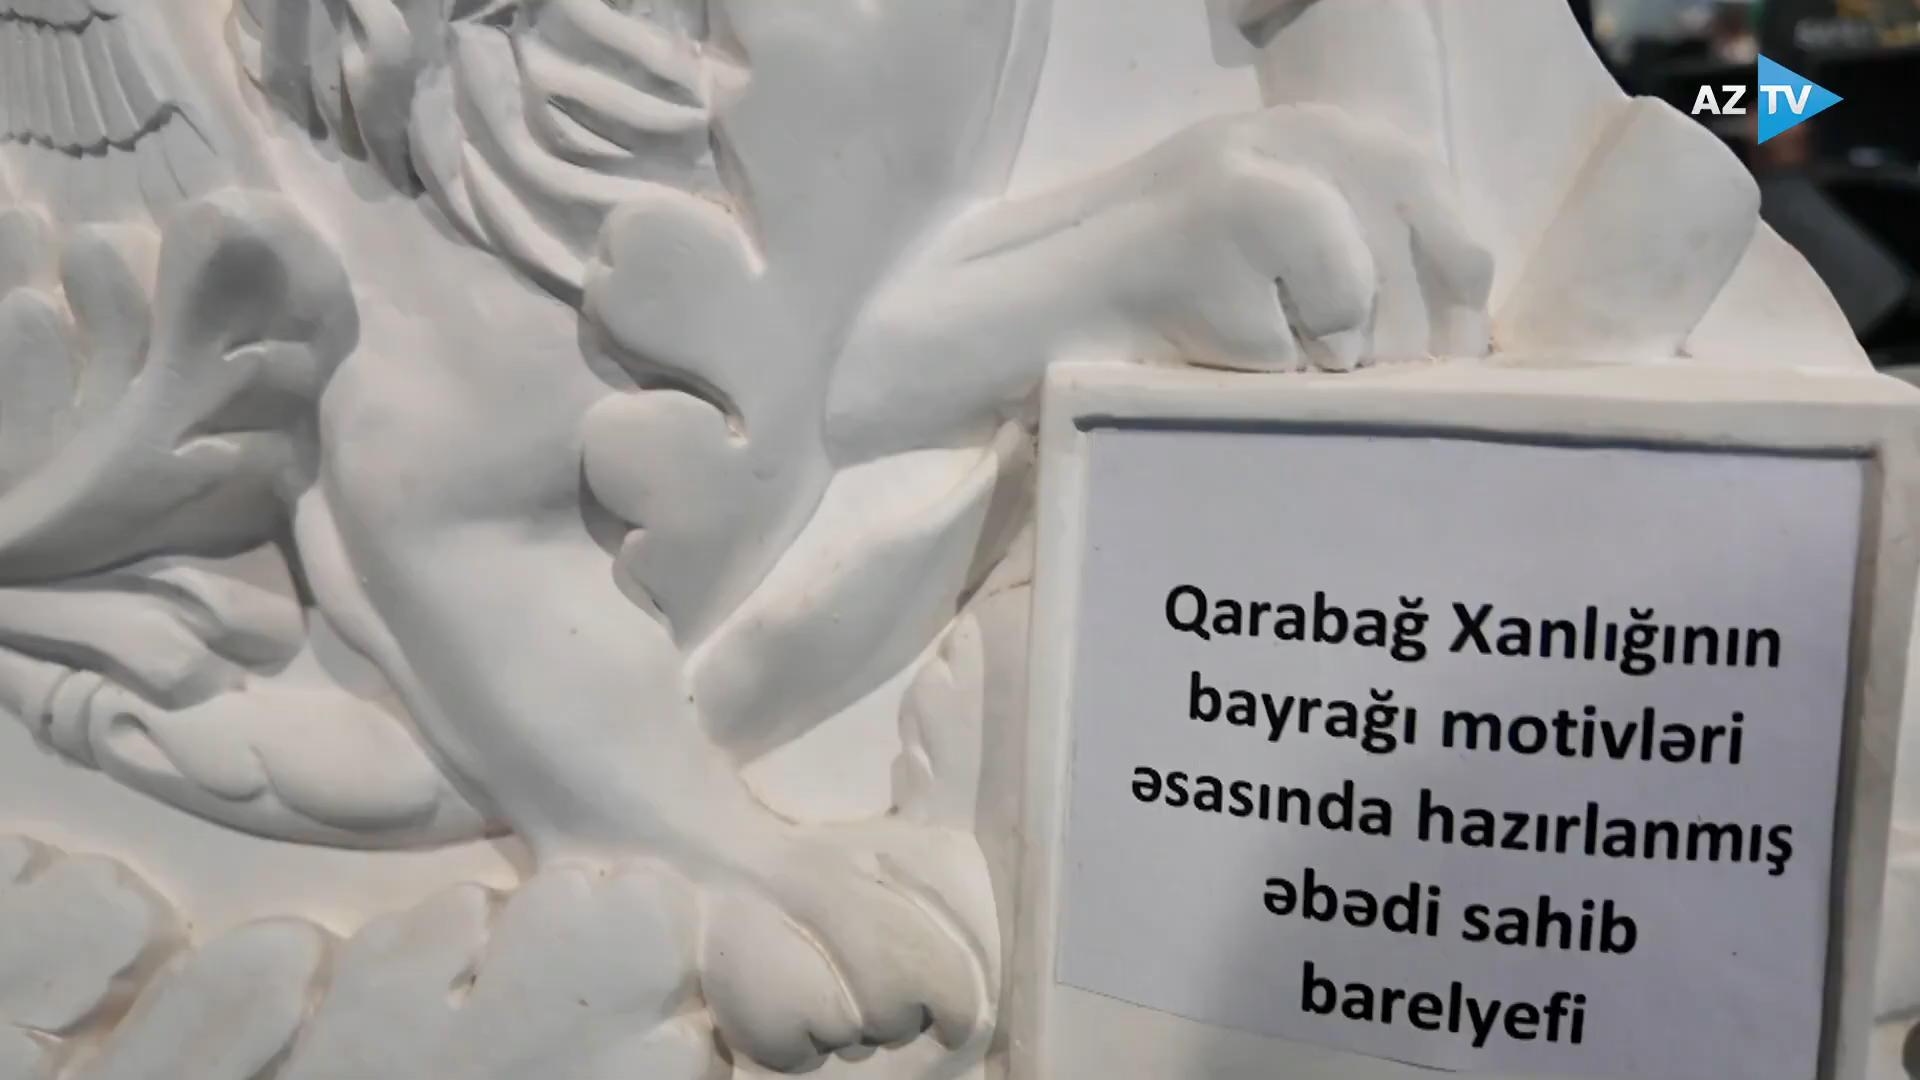 AZ TV
Qarabağ Xanlığının
bayrağı motivləri
əsasında hazırlanmış
əbədi sahib
barelyefi